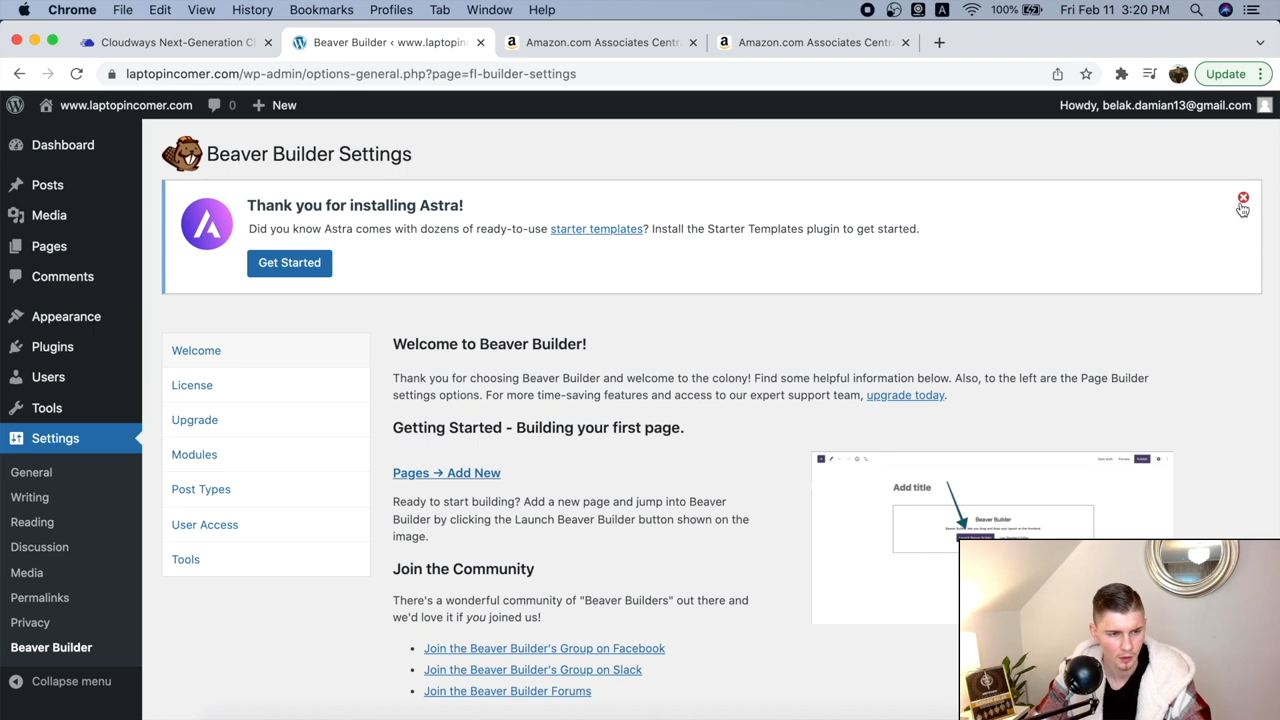 Chrome File Edit View History Bookmarks Profiles Tab Window Help A 100% Fri Feb 11 3:20 PM
Cloudways Next-Generation Cl Beaver Builder ‹ www.laptopinc Amazon.com Associates Centr Amazon.com Associates Centr
laptopincomer.com/wp-admin/options-general.php?page=fl-builder-settings Update
www.laptopincomer.com 0 New Howdy, belak.damian13@gmail.com
Dashboard
Posts
Media
Pages
Comments
Appearance
Plugins
Users
Tools
Settings
General
Writing
Reading
Discussion
Media
Permalinks
Privacy
Beaver Builder
Collapse menu
Beaver Builder Settings
Thank you for installing Astra!
Did you know Astra comes with dozens of ready-to-use starter templates? Install the Starter Templates plugin to get started.
Get Started
Welcome
License
Upgrade
Modules
Post Types
User Access
Tools
Welcome to Beaver Builder!
Thank you for choosing Beaver Builder and welcome to the colony! Find some helpful information below. Also, to the left are the Page Builder
settings options. For more time-saving features and access to our expert support team, upgrade today.
Getting Started - Building your first page.
Pages → Add New
Ready to start building? Add a new page and jump into Beaver
Builder by clicking the Launch Beaver Builder button shown on the
image.
Join the Community
There's a wonderful community of "Beaver Builders" out there and
we'd love it if you joined us!
• Join the Beaver Builder's Group on Facebook
• Join the Beaver Builder's Group on Slack
• Join the Beaver Builder Forums
Save draft Preview Publish
Add title
Beaver Builder